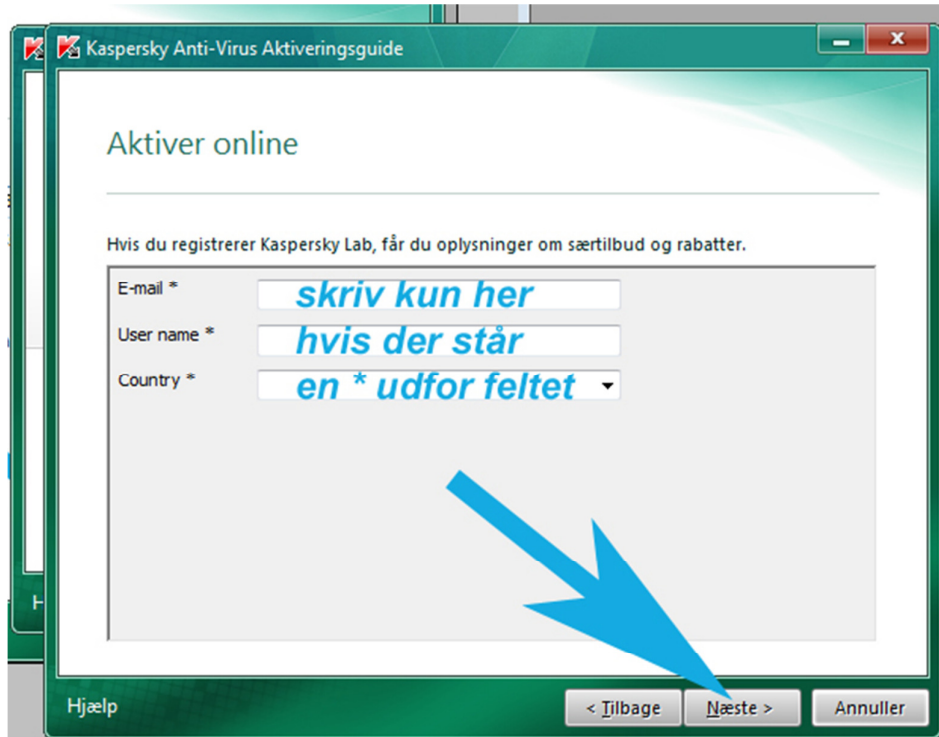 Kaspersky Anti-Virus Aktiveringsguide
Aktiver online
Hvis du registrerer Kaspersky Lab, får du oplysninger om særtilbud og rabatter.
E-mail *
skriv kun her
User name *
hvis der står
Country *
en * udfor feltet
H
Hjælp
< Tilbage
Næste >
Annuller